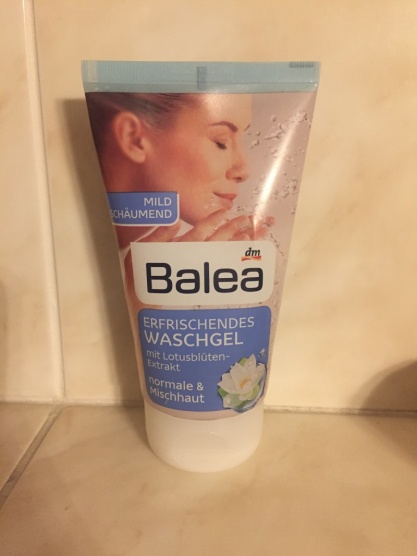 MILD
SCHÄUMEND
dm
Balea
ERFRISCHENDES
WASCHGEL
mit Lotusblüten-
Extrakt
normale &
Mischhaut